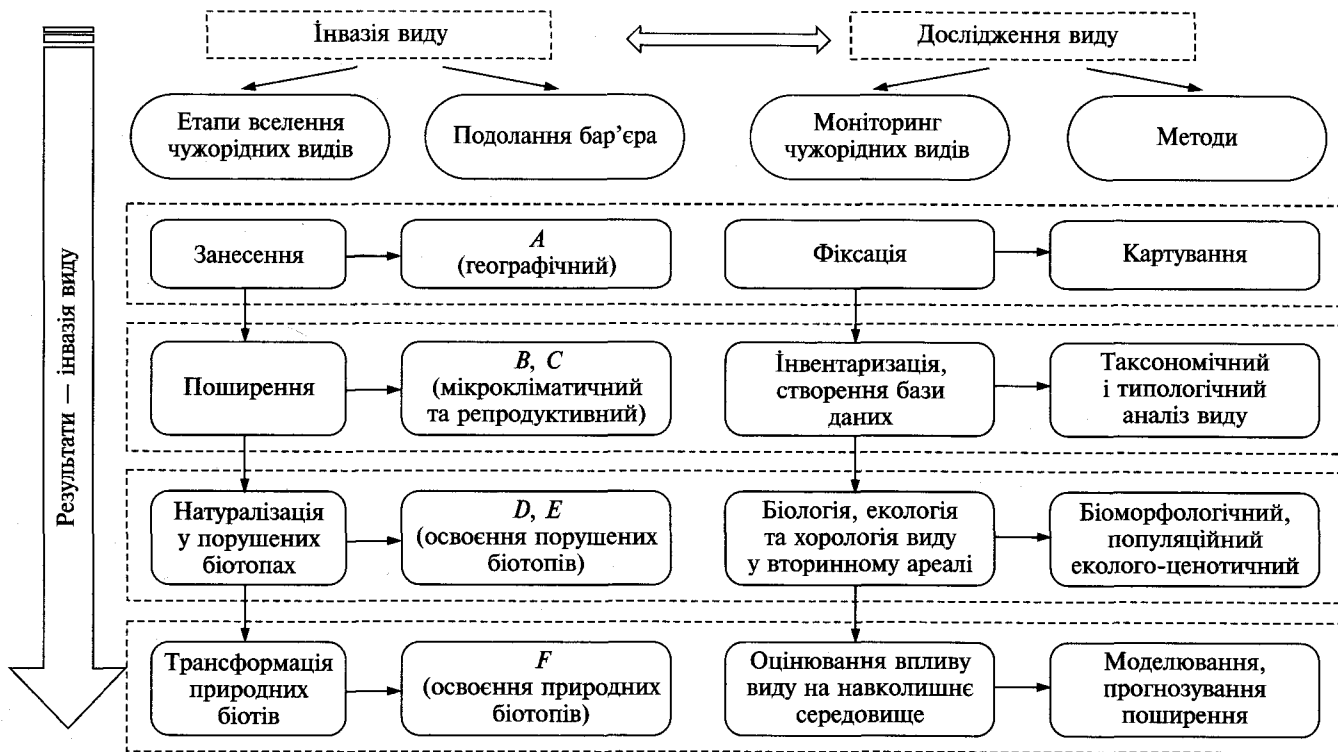 Інвазія виду
Дослідження виду
Етапи вселення
чужорідних видів
Подолання бар'єра
Моніторинг
чужорідних видів
Методи
Результати — інвазія виду
Занесення
A
(географічний)
Фіксація
Картування
Поширення
B, C
(мікрокліматичний
та репродуктивний)
Інвентаризація,
створення бази
даних
Таксономічний
і типологічний
аналіз виду
Натуралізація
у порушених
біотопах
D, E
(освоєння порушених
біотопів)
Біологія, екологія
та хорологія виду
у вторинному ареалі
Біоморфологічний,
популяційний
еколого-ценотичний
Трансформація
природних
біотів
F
(освоєння природних
біотопів)
Оцінювання впливу
виду на навколишнє
середовище
Моделювання,
прогнозування
поширення